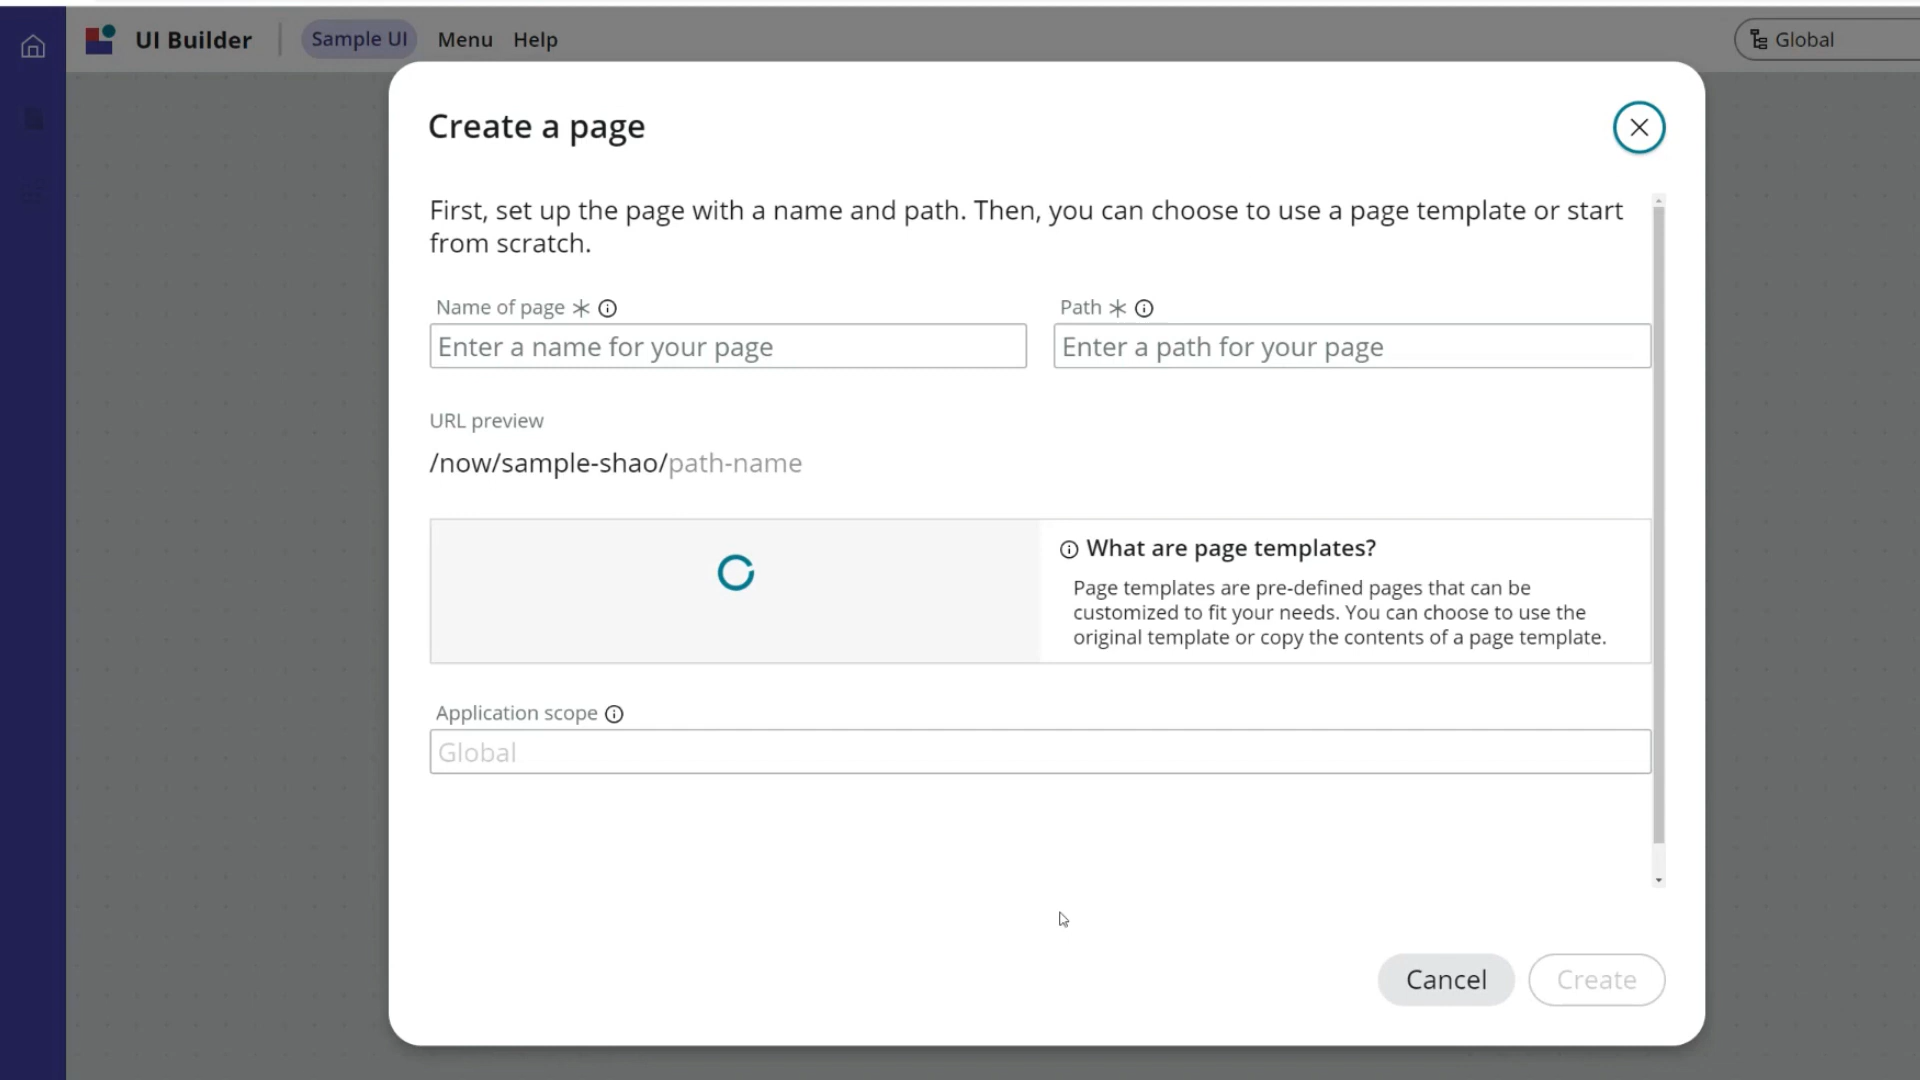 UI Builder
Sample UI
Menu
Help
Global
Create a page
First, set up the page with a name and path. Then, you can choose to use a page template or start
from scratch.
Name of page *
Path *
Enter a name for your page
Enter a path for your page
URL preview
/now/sample-shao/path-name
What are page templates?
Page templates are pre-defined pages that can be
customized to fit your needs. You can choose to use the
original template or copy the contents of a page template.
Application scope
Global
Cancel
Create